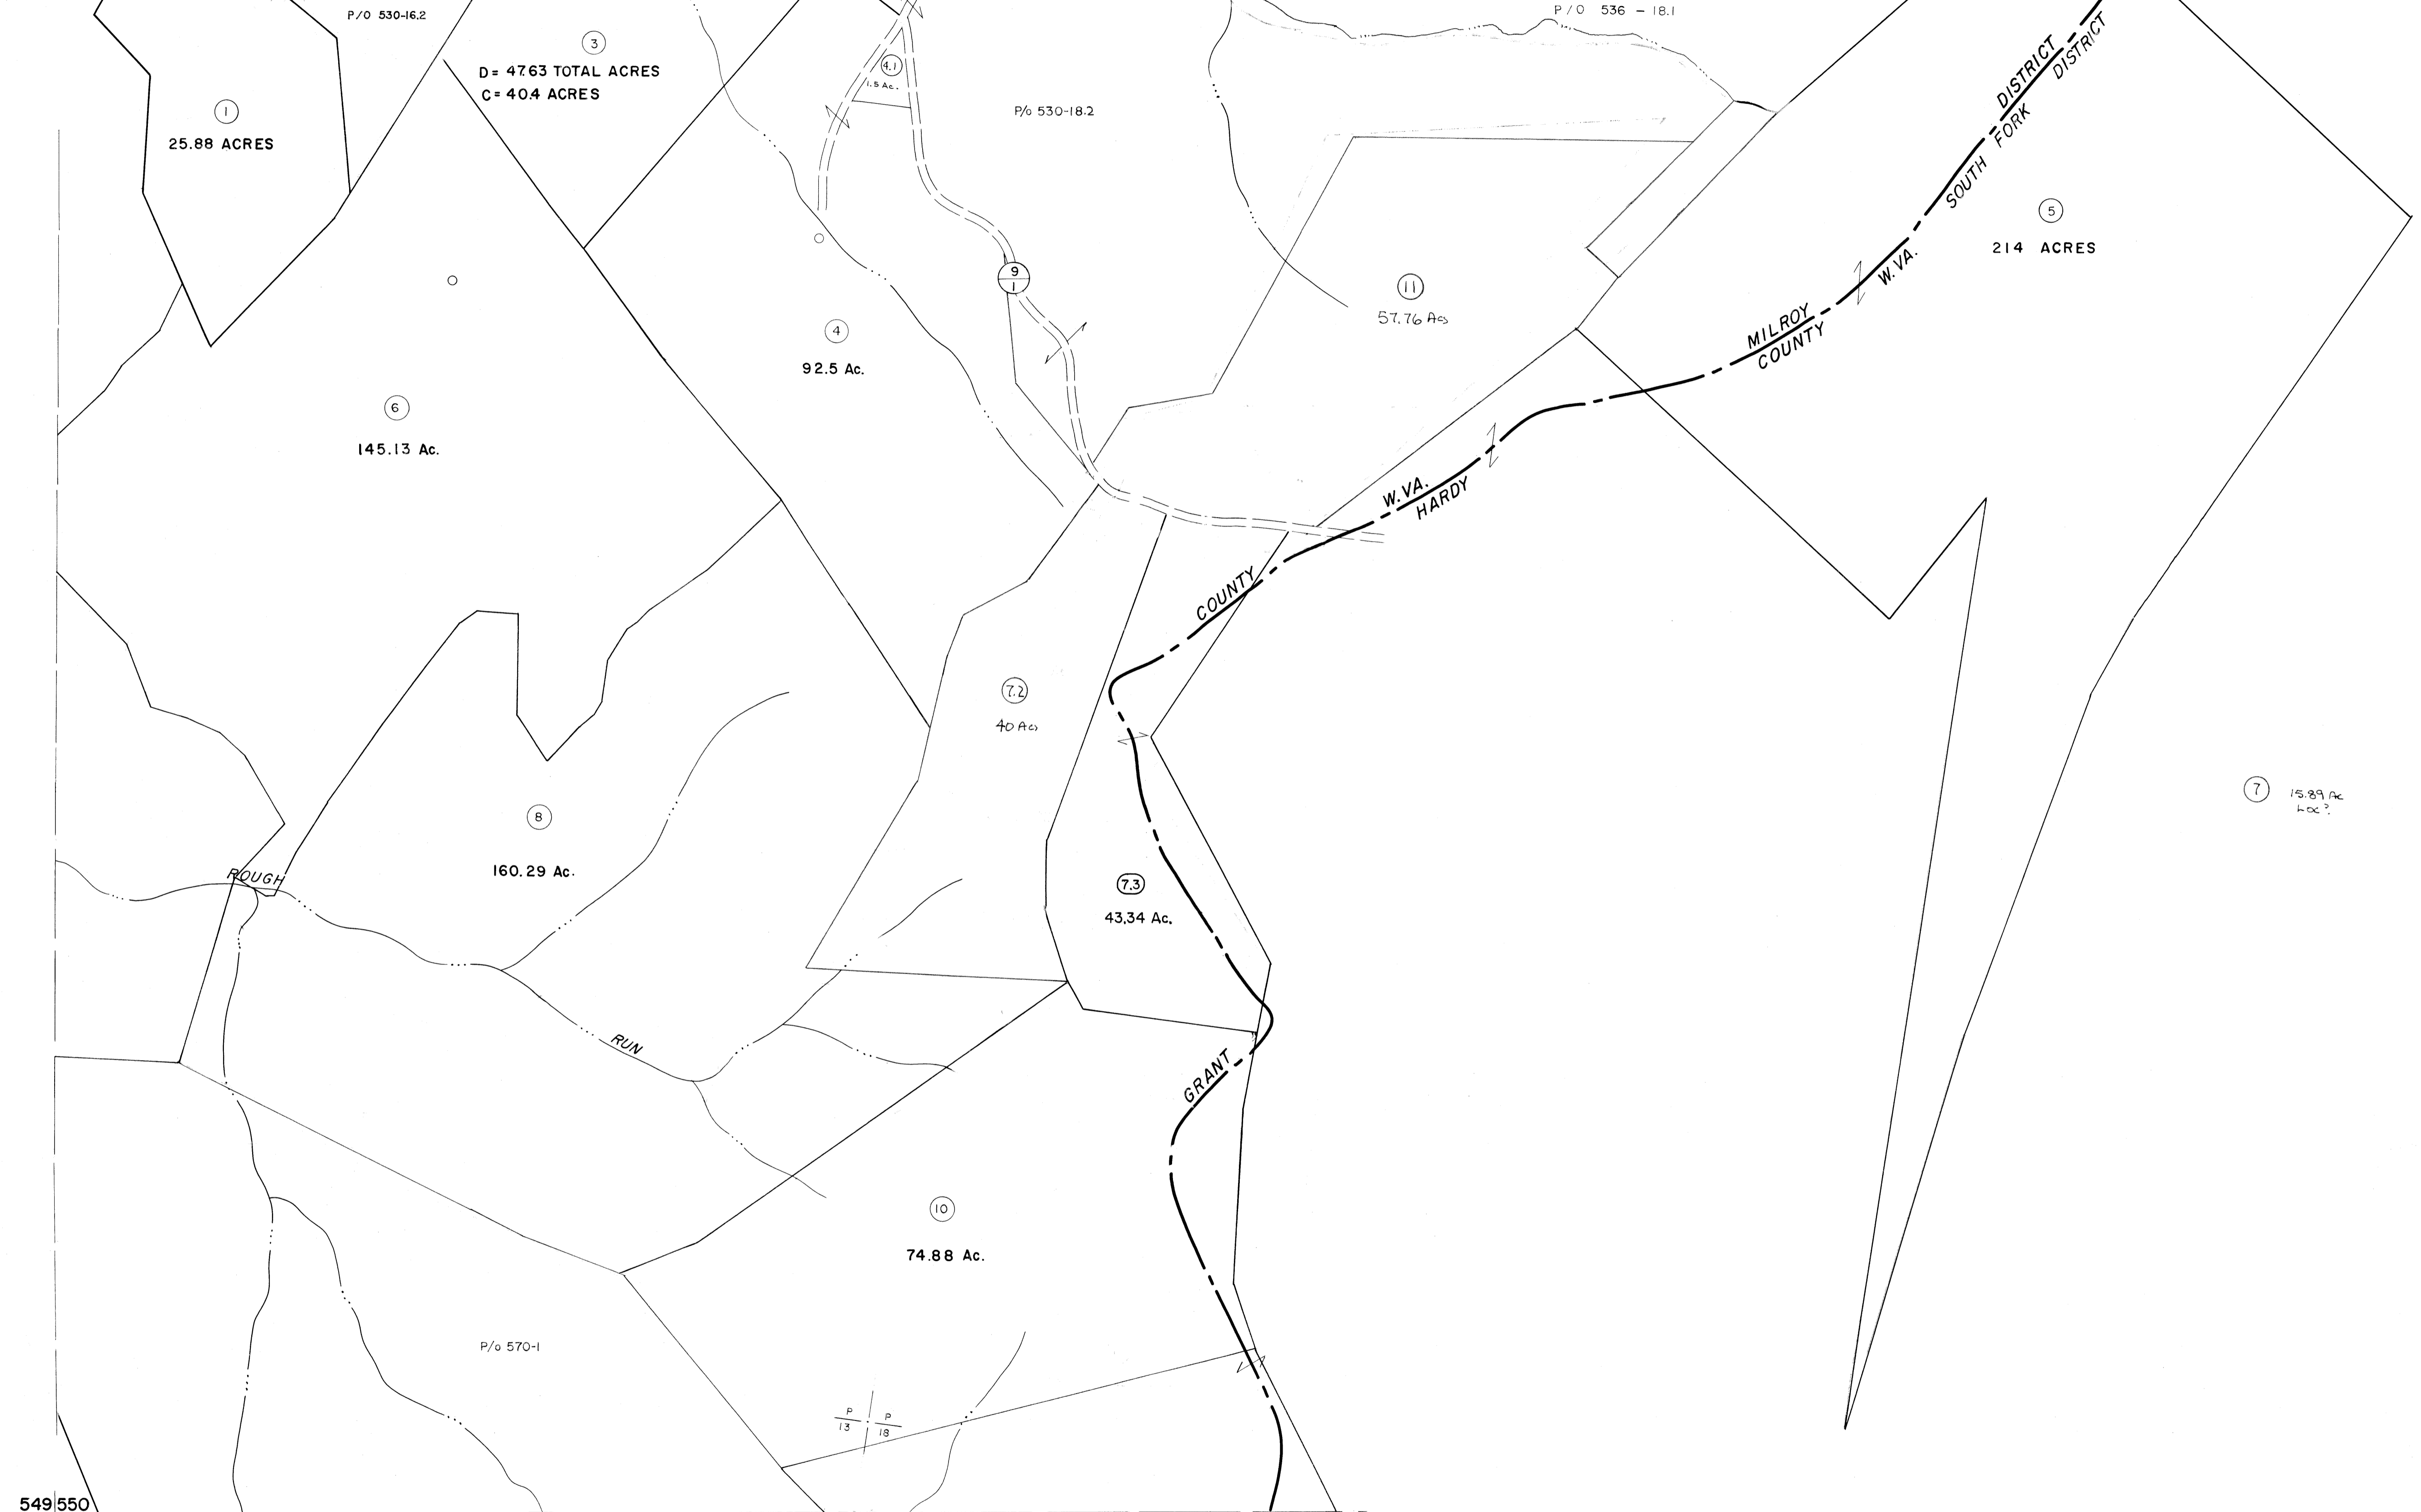 P/O 530-16.2
P/O 536 - 18.1
3
D= 47.63 TOTAL ACRES
C= 40.4 ACRES
1
25.88 ACRES
4.1
1.5 Ac.
P/o 530-18.2
DISTRICT
DISTRICT
SOUTH FORK
5
214 ACRES
W.VA.
MILROY
COUNTY
9
1
11
57.76 Acs
4
92.5 Ac.
6
145.13 Ac.
W.VA.
HARDY
COUNTY
7.2
40 Acs
7
15.89 Ac
Loc?
8
160.29 Ac.
ROUGH
7.3
43.34 Ac.
RUN
GRANT
10
74.88 Ac.
P/o 570-1
P
13
P
18
549 550